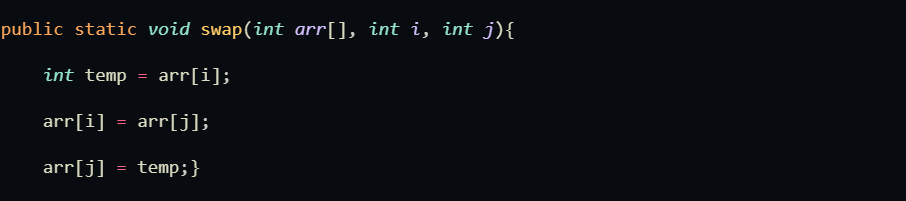 public static void swap(int arr[], int i, int j){
    int temp = arr[i];
    arr[i] = arr[j];
    arr[j] = temp;}